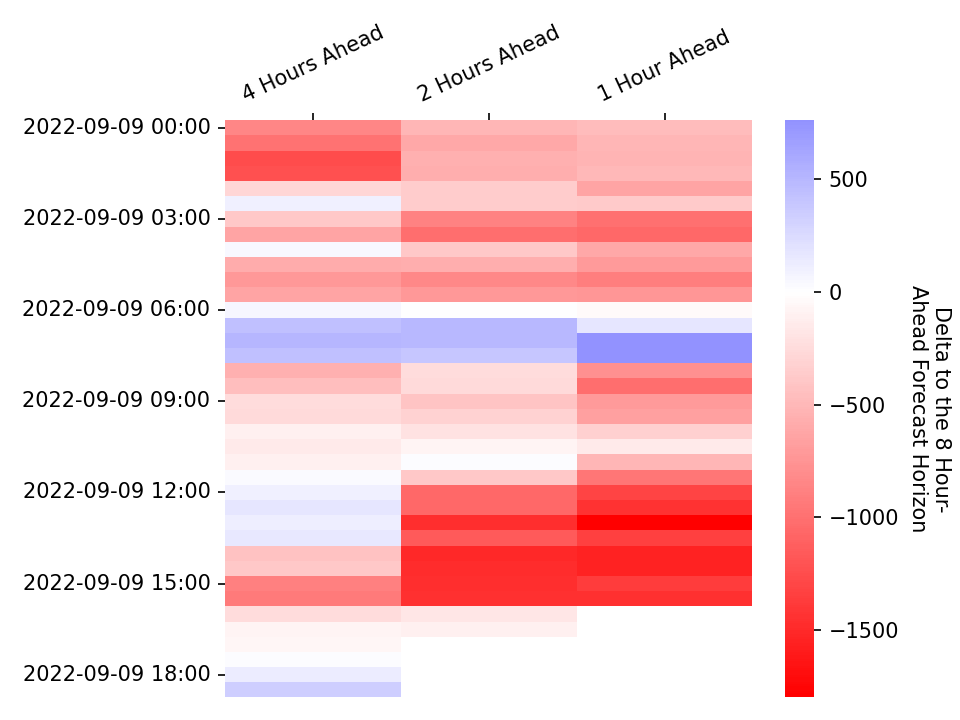 4 Hours Ahead
2 Hours Ahead
1 Hour Ahead
2022-09-09 00:00
2022-09-09 03:00
2022-09-09 06:00
2022-09-09 09:00
2022-09-09 12:00
2022-09-09 15:00
2022-09-09 18:00
500
0
−500
−1000
−1500
Delta to the 8 Hour-
Ahead Forecast Horizon